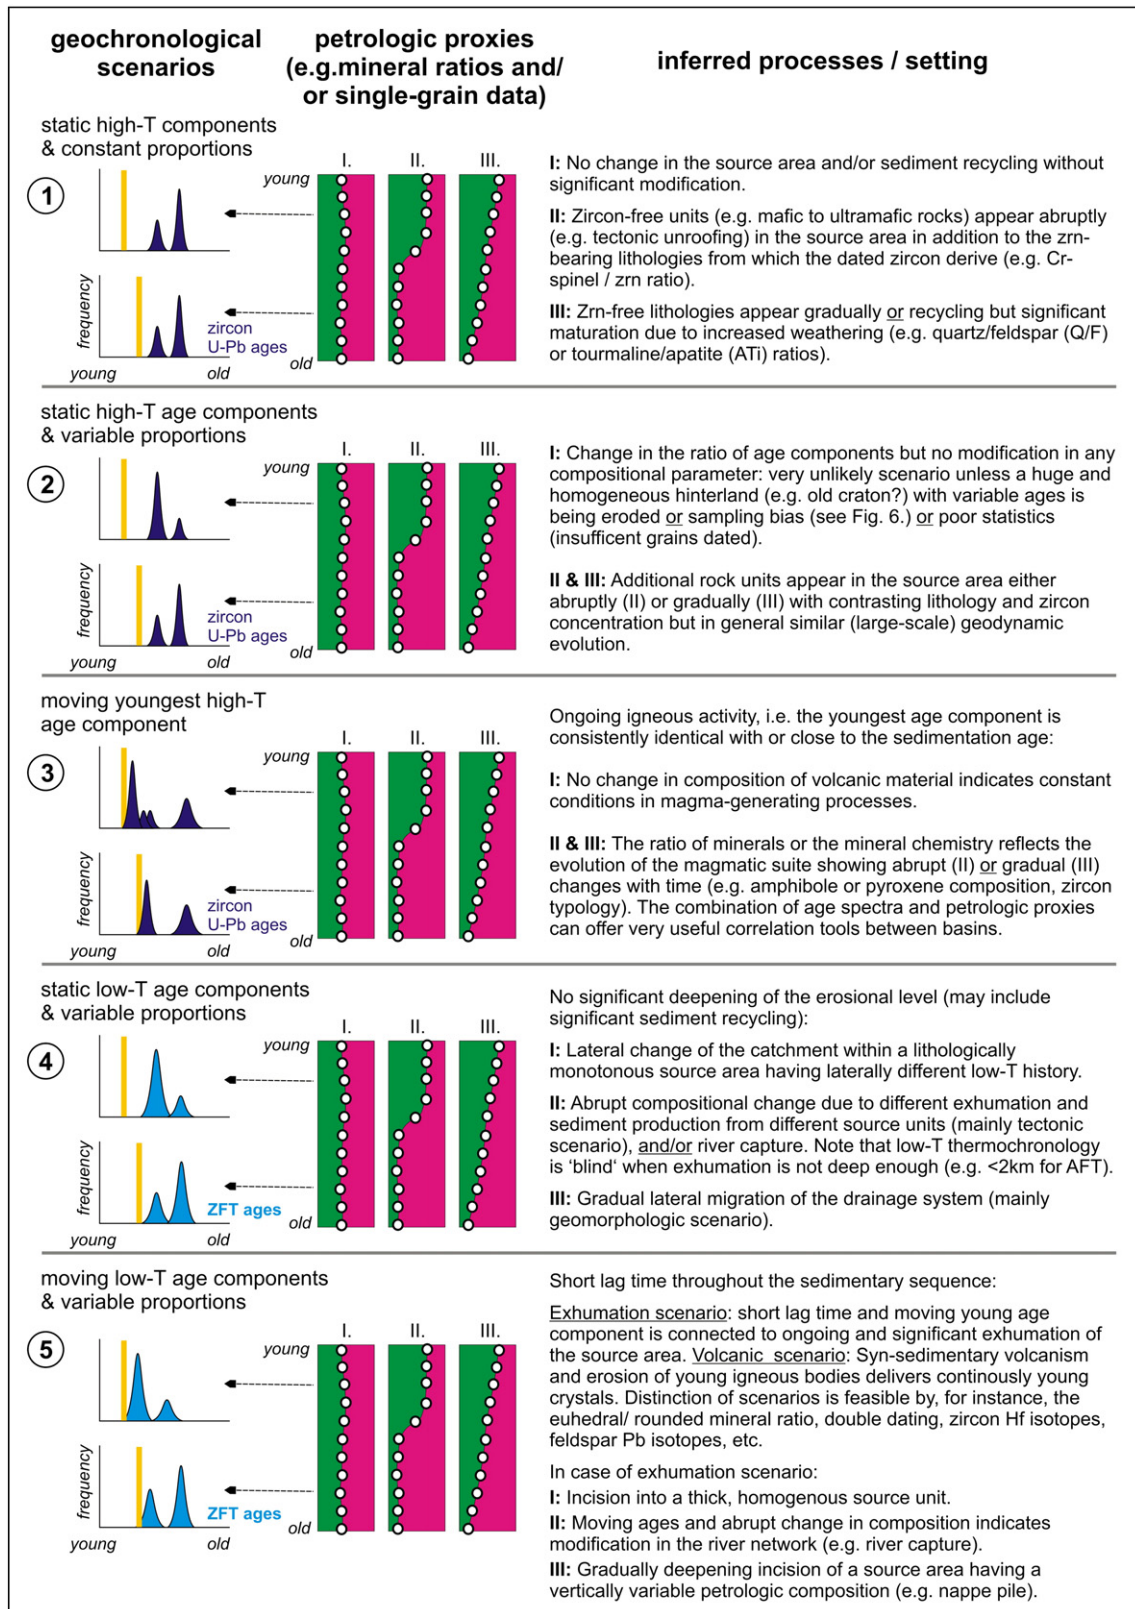 geochronological
scenarios
petrologic proxies
(e.g.mineral ratios and/
or single-grain data)
inferred processes / setting
static high-T components
& constant proportions
1
frequency
zircon
U-Pb ages
young
old
I.
II.
III.
young
old
I: No change in the source area and/or sediment recycling without
significant modification.
II: Zircon-free units (e.g. mafic to ultramafic rocks) appear abruptly
(e.g. tectonic unroofing) in the source area in addition to the zrn-
bearing lithologies from which the dated zircon derive (e.g. Cr-
spinel / zrn ratio).
III: Zrn-free lithologies appear gradually or recycling but significant
maturation due to increased weathering (e.g. quartz/feldspar (Q/F)
or tourmaline/apatite (ATi) ratios).
static high-T age components
& variable proportions
2
frequency
zircon
U-Pb ages
young
old
I.
II.
III.
young
old
I: Change in the ratio of age components but no modification in any
compositional parameter: very unlikely scenario unless a huge and
homogeneous hinterland (e.g. old craton?) with variable ages is
being eroded or sampling bias (see Fig. 6.) or poor statistics
(insufficent grains dated).
II & III: Additional rock units appear in the source area either
abruptly (II) or gradually (III) with contrasting lithology and zircon
concentration but in general similar (large-scale) geodynamic
evolution.
moving youngest high-T
age component
3
frequency
zircon
U-Pb ages
young
old
I.
II.
III.
young
old
Ongoing igneous activity, i.e. the youngest age component is
consistently identical with or close to the sedimentation age:
I: No change in composition of volcanic material indicates constant
conditions in magma-generating processes.
II & III: The ratio of minerals or the mineral chemistry reflects the
evolution of the magmatic suite showing abrupt (II) or gradual (III)
changes with time (e.g. amphibole or pyroxene composition, zircon
typology). The combination of age spectra and petrologic proxies
can offer very useful correlation tools between basins.
static low-T age components
& variable proportions
4
frequency
ZFT ages
young
old
I.
II.
III.
young
old
No significant deepening of the erosional level (may include
significant sediment recycling):
I: Lateral change of the catchment within a lithologically
monotonous source area having laterally different low-T history.
II: Abrupt compositional change due to different exhumation and
sediment production from different source units (mainly tectonic
scenario), and/or river capture. Note that low-T thermochronology
is ‘blind‘ when exhumation is not deep enough (e.g. <2km for AFT).
III: Gradual lateral migration of the drainage system (mainly
geomorphologic scenario).
moving low-T age components
& variable proportions
5
frequency
ZFT ages
young
old
I.
II.
III.
young
old
Short lag time throughout the sedimentary sequence:
Exhumation scenario: short lag time and moving young age
component is connected to ongoing and significant exhumation of
the source area. Volcanic scenario: Syn-sedimentary volcanism
and erosion of young igneous bodies delivers continously young
crystals. Distinction of scenarios is feasible by, for instance, the
euhedral/ rounded mineral ratio, double dating, zircon Hf isotopes,
feldspar Pb isotopes, etc.
In case of exhumation scenario:
I: Incision into a thick, homogenous source unit.
II: Moving ages and abrupt change in composition indicates
modification in the river network (e.g. river capture).
III: Gradually deepening incision of a source area having a
vertically variable petrologic composition (e.g. nappe pile).